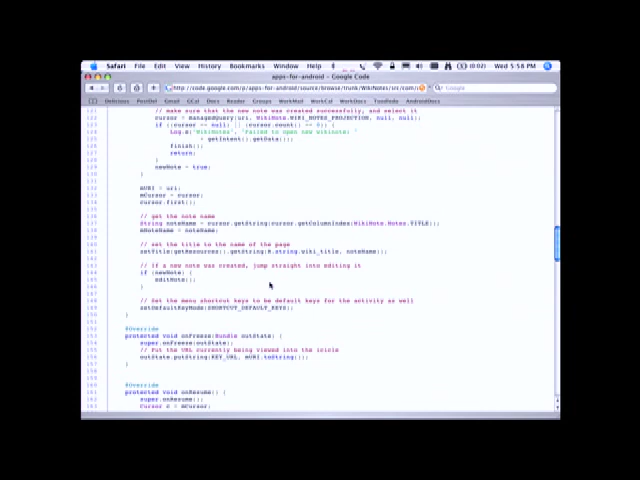 Safari File Edit View History Bookmarks Window Help (0:02) Wed 5:58 PM
apps-for-android - Google Code
http://code.google.com/p/apps-for-android/source/browse/trunk/WikiNotes/src/com/ Google
Delicious PostDel Gmail GCal Docs Reader Groups WorkMail WorkCal WorkDocs Toodledo AndroidDocs
// make sure that the new note was created successfully, and select it
cursor = managedQuery(uri, WikiNote.WIKI_NOTES_PROJECTION, null, null);
if ((cursor == null) || (cursor.count() == 0)) {
Log.e("WikiNotes", "Failed to open new wikinote: "
+ getIntent().getData());
finish();
return;
}
newNote = true;
}
mURI = uri;
mCursor = cursor;
cursor.first();
// get the note name
String noteName = cursor.getString(cursor.getColumnIndex(WikiNote.Notes.TITLE));
mNoteName = noteName;
// set the title to the name of the page
setTitle(getResources().getString(R.string.wiki_title, noteName));
// If a new note was created, jump straight into editing it
if (newNote) {
editNote();
}
// Set the menu shortcut keys to be default keys for the activity as well
setDefaultKeyMode(SHORTCUT_DEFAULT_KEYS);
}
@Override
protected void onFreeze(Bundle outState) {
super.onFreeze(outState);
// Put the URL currently being viewed into the icicle
outState.putString(KEY_URL, mURI.toString());
}
@Override
protected void onResume() {
super.onResume();
Cursor c = mCursor;